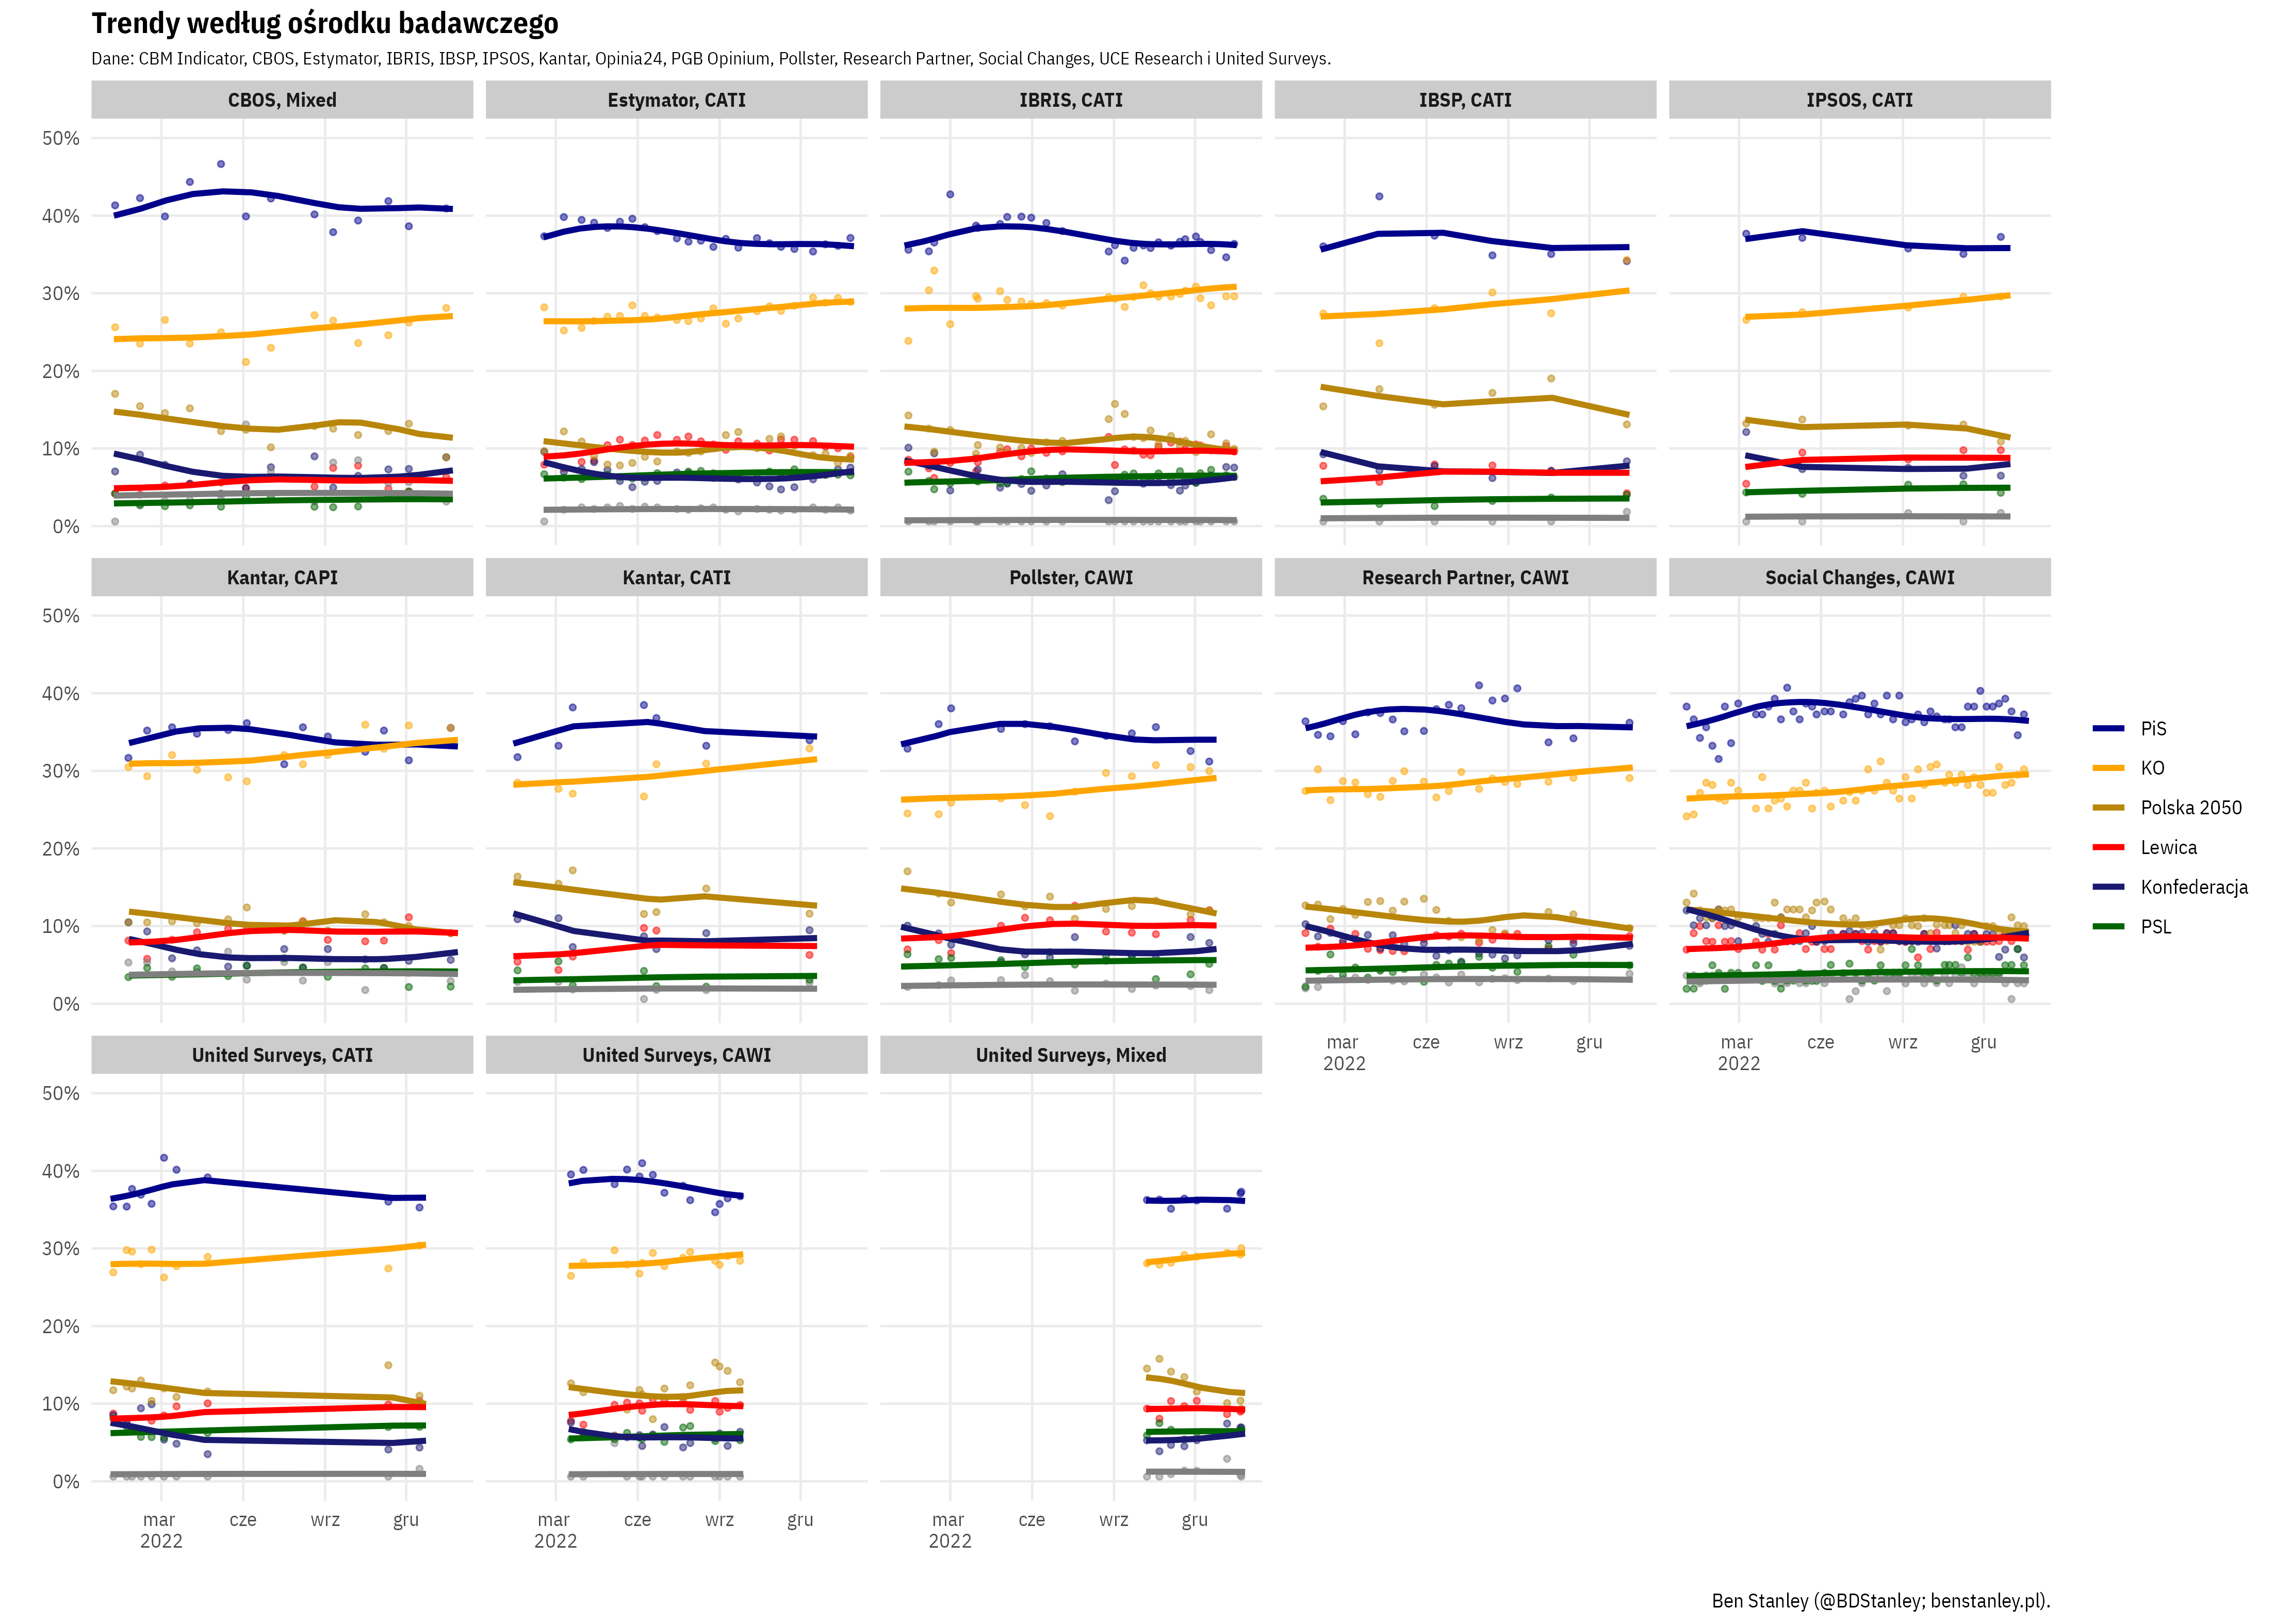 Trendy według ośrodku badawczego
Dane: CBM Indicator, CBOS, Estymator, IBRIS, IBSP, IPSOS, Kantar, Opinia24, PGB Opinium, Pollster, Research Partner, Social Changes, UCE Research i United Surveys.
CBOS, Mixed
Estymator, CATI
IBRIS, CATI
IBSP, CATI
IPSOS, CATI
50%
40%
30%
20%
10%
0%
Kantar, CAPI
Kantar, CATI
Pollster, CAWI
Research Partner, CAWI
Social Changes, CAWI
50%
40%
30%
20%
10%
0%
mar cze wrz gru
2022
mar cze wrz gru
2022
United Surveys, CATI
United Surveys, CAWI
United Surveys, Mixed
50%
40%
30%
20%
10%
0%
mar cze wrz gru
2022
mar cze wrz gru
2022
mar cze wrz gru
2022
PiS
KO
Polska 2050
Lewica
Konfederacja
PSL
Ben Stanley (@BDStanley; benstanley.pl).